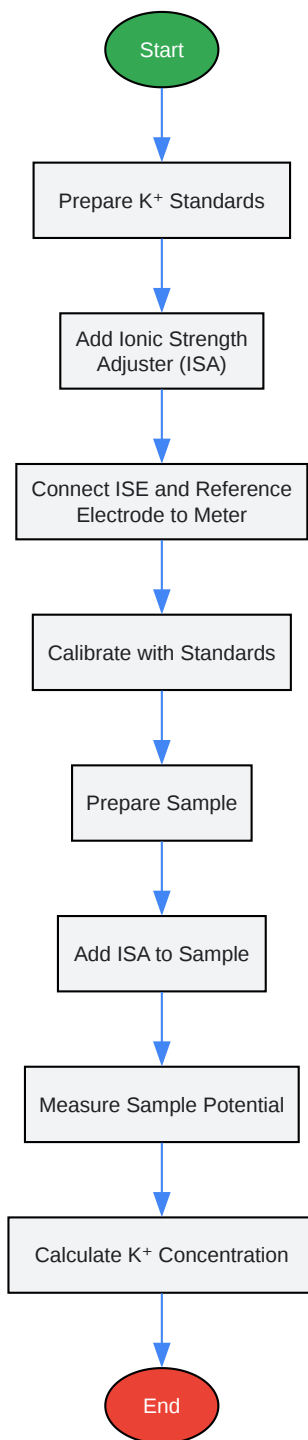 Start
Prepare K⁺ Standards
Add Ionic Strength
Adjuster (ISA)
Connect ISE and Reference
Electrode to Meter
Calibrate with Standards
Prepare Sample
Add ISA to Sample
Measure Sample Potential
Calculate K⁺ Concentration
End